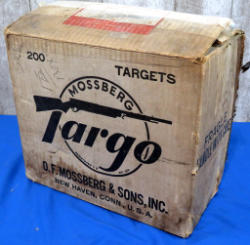 200
TARGETS
MOSSBERG
Targo
O.F. MOSSBERG & SONS, INC.
NEW HAVEN, CONN., U.S.A.